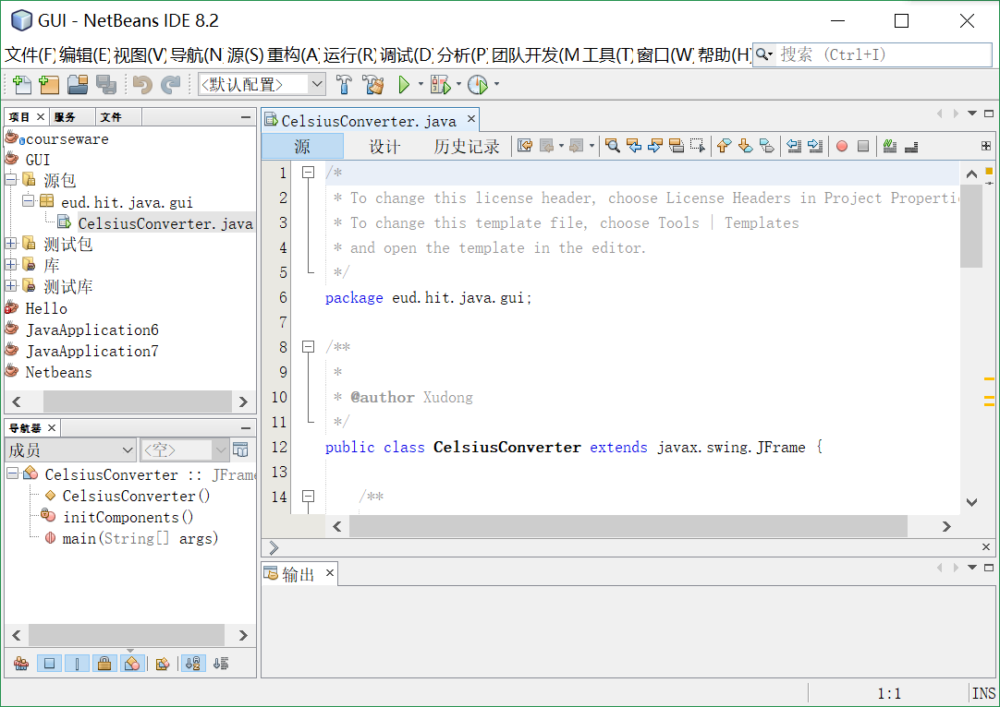 GUI - NetBeans IDE 8.2
文件(F 编辑(E 视图(V 导航(N 源(S) 重构(A 运行(R 调试(D 分析(P 团队开发(M 工具(T 窗口(W 帮助(H
搜索 (Ctrl+I)
<默认配置>
项目 服务 文件
courseware
GUI
源包
eud.hit.java.gui
CelsiusConverter.java
测试包
库
测试库
Hello
JavaApplication6
JavaApplication7
Netbeans
导航器
成员 <空>
CelsiusConverter :: JFrame
CelsiusConverter()
initComponents()
main(String[] args)
CelsiusConverter.java
源 设计 历史记录
1 /*
2 * To change this license header, choose License Headers in Project Properti
3 * To change this template file, choose Tools | Templates
4 * and open the template in the editor.
5 */
6 package eud.hit.java.gui;
7
8 /**
9 *
10 * @author Xudong
11 */
12 public class CelsiusConverter extends javax.swing.JFrame {
13
14 /**
输出
1:1 INS